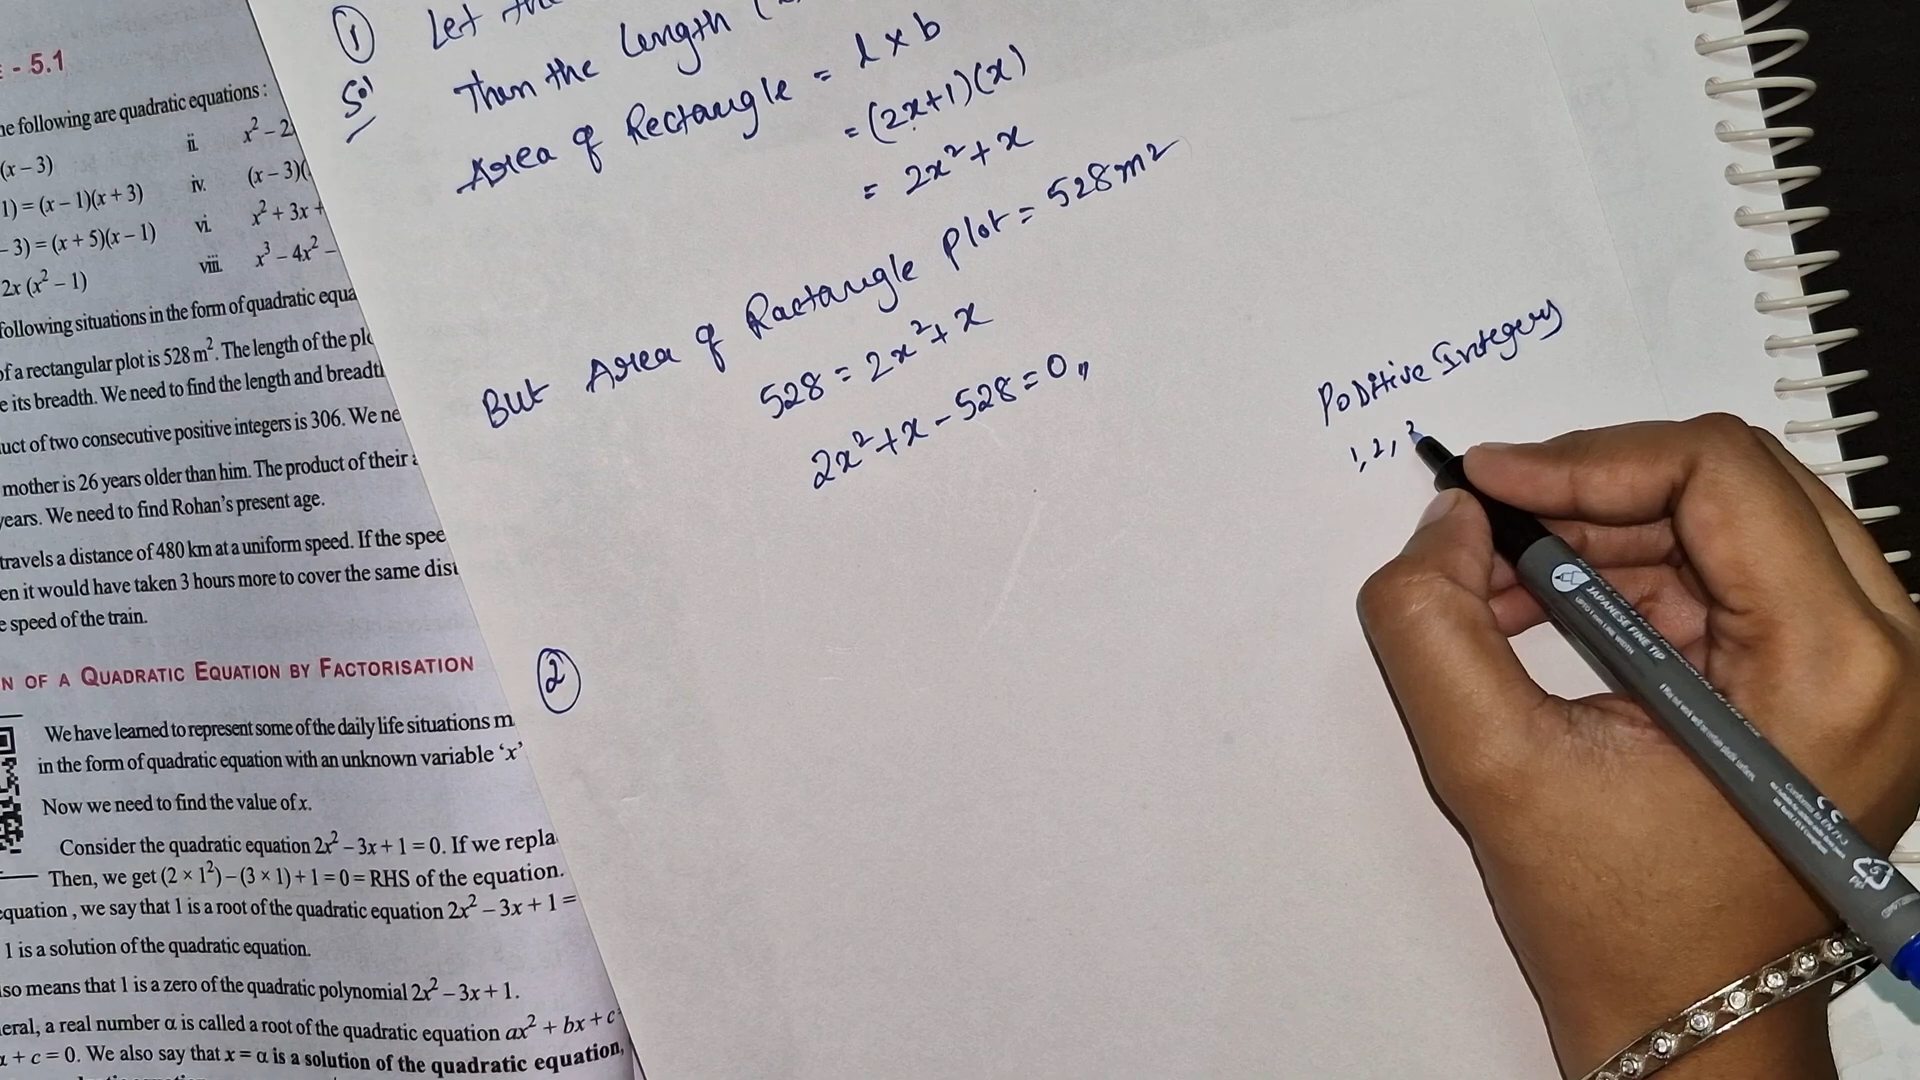 - 5.1
he following are quadratic equations :
ii. x² – 2
(x – 3)
iv. (x – 3)(
1) = (x – 1)(x + 3)
vi. x² + 3x +
– 3) = (x + 5)(x – 1)
viii. x³ – 4x² –
2x (x² – 1)
following situations in the form of quadratic equa
of a rectangular plot is 528 m². The length of the plo
e its breadth. We need to find the length and breadth
uct of two consecutive positive integers is 306. We ne
mother is 26 years older than him. The product of their
years. We need to find Rohan's present age.
travels a distance of 480 km at a uniform speed. If the spee
en it would have taken 3 hours more to cover the same dist
e speed of the train.
N OF A QUADRATIC EQUATION BY FACTORISATION
We have learned to represent some of the daily life situations m
in the form of quadratic equation with an unknown variable 'x'
Now we need to find the value of x.
Consider the quadratic equation 2x² – 3x + 1 = 0. If we repla
Then, we get (2 × 1²) – (3 × 1) + 1 = 0 = RHS of the equation.
equation , we say that 1 is a root of the quadratic equation 2x² – 3x + 1 =
1 is a solution of the quadratic equation.
so means that 1 is a zero of the quadratic polynomial 2x² – 3x + 1.
neral, a real number α is called a root of the quadratic equation ax² + bx + c
+ c = 0. We also say that x = α is a solution of the quadratic equation,
① Let the
Sol Then the length
Area of Rectangle = l × b
= (2x+1)(x)
= 2x² + x
But Area of Ractangle Plot = 528m²
528 = 2x² + x
2x² + x - 528 = 0,,
Positive Integers
1, 2, 3
②
JAPANESE FINE TIP